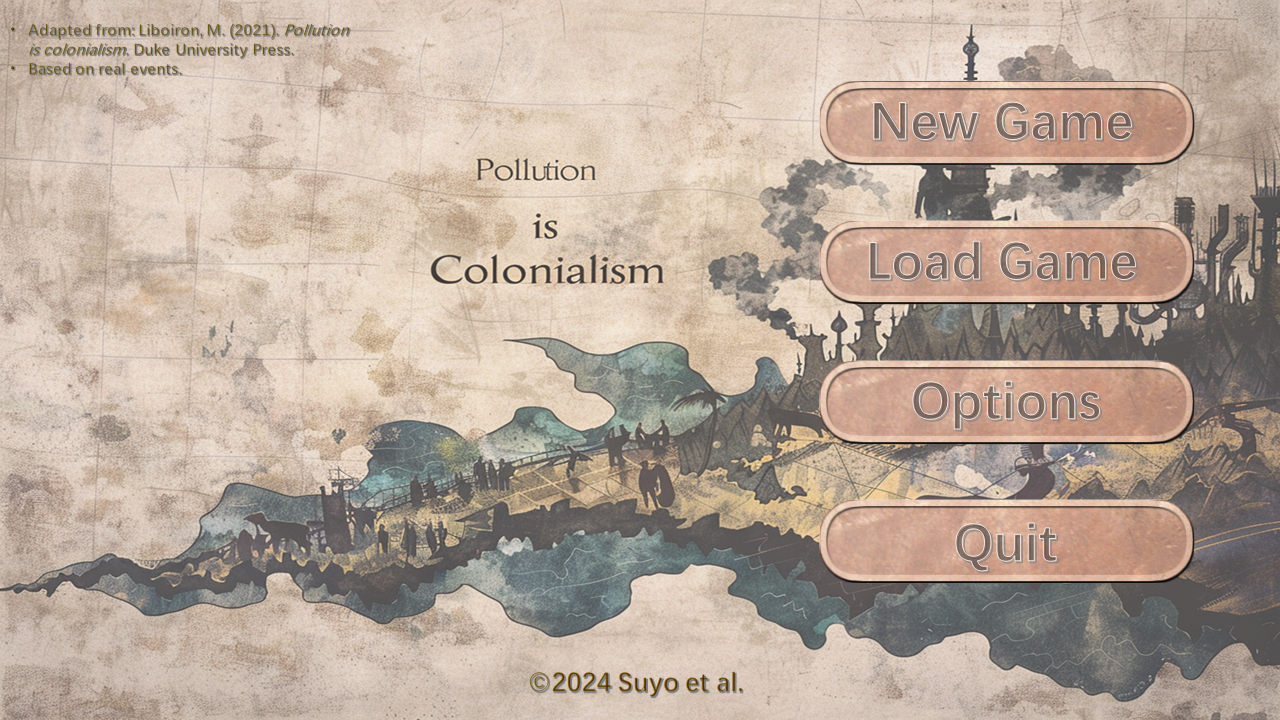 • Adapted from: Liboiron, M. (2021). Pollution
is colonialism. Duke University Press.
• Based on real events.
Pollution
is
Colonialism
New Game
Load Game
Options
Quit
©2024 Suyo et al.